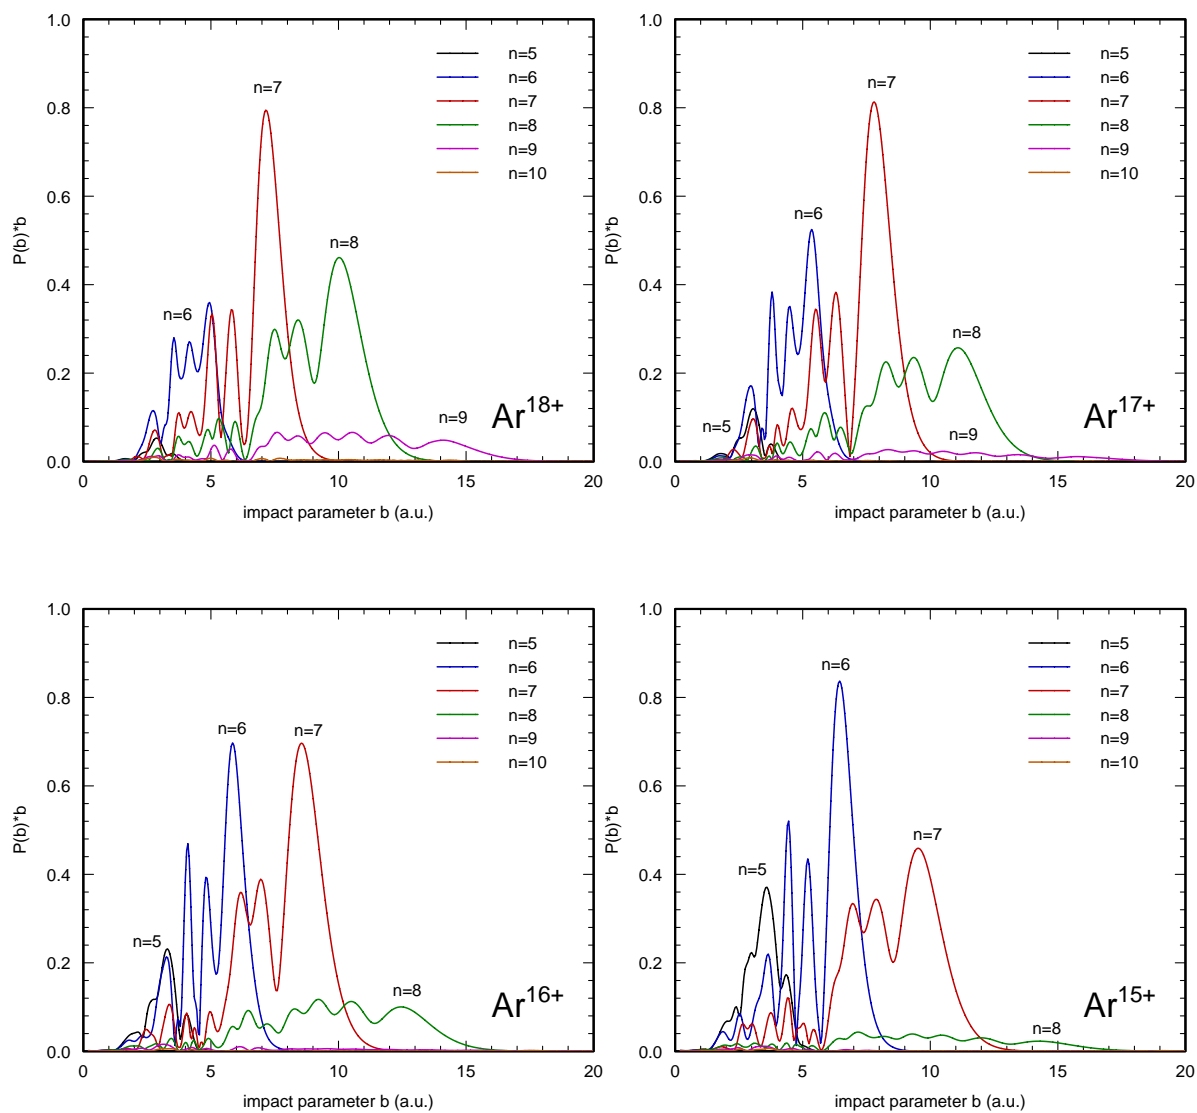 1.0
0.8
0.6
0.4
0.2
0.0
P(b)*b
0 5 10 15 20
impact parameter b (a.u.)
n=5
n=6
n=7
n=8
n=9
n=10
n=7
n=8
n=6
n=9
Ar18+
1.0
0.8
0.6
0.4
0.2
0.0
P(b)*b
0 5 10 15 20
impact parameter b (a.u.)
n=5
n=6
n=7
n=8
n=9
n=10
n=7
n=6
n=8
n=5
n=9
Ar17+
1.0
0.8
0.6
0.4
0.2
0.0
P(b)*b
0 5 10 15 20
impact parameter b (a.u.)
n=5
n=6
n=7
n=8
n=9
n=10
n=6
n=7
n=5
n=8
Ar16+
1.0
0.8
0.6
0.4
0.2
0.0
P(b)*b
0 5 10 15 20
impact parameter b (a.u.)
n=5
n=6
n=7
n=8
n=9
n=10
n=6
n=7
n=5
n=8
Ar15+